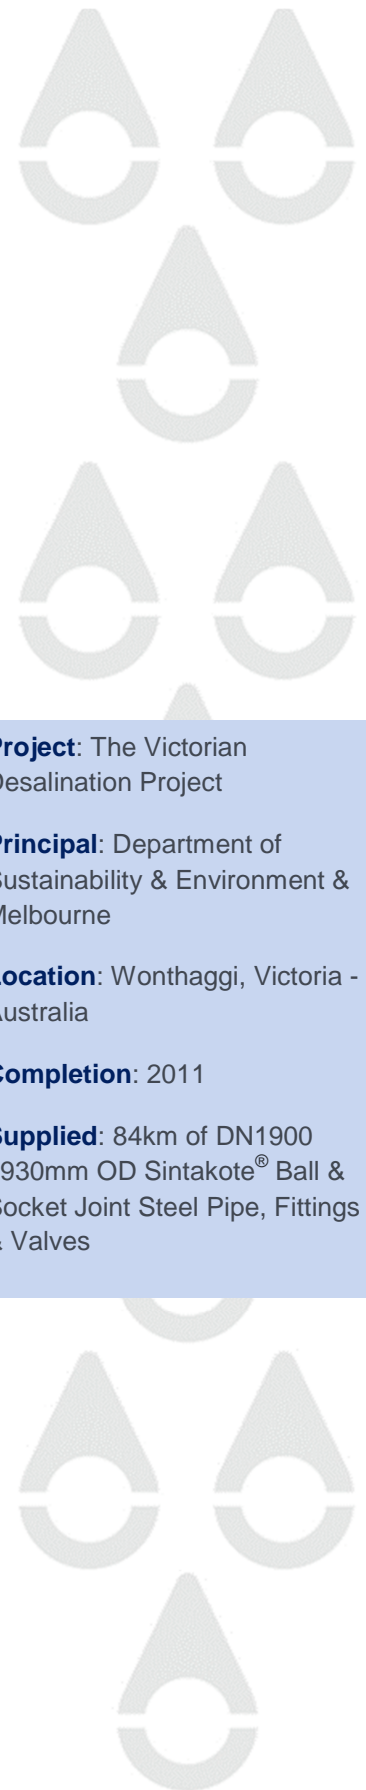 Project: The Victorian
Desalination Project
Principal: Department of
Sustainability & Environment &
Melbourne
Location: Wonthaggi, Victoria -
Australia
Completion: 2011
Supplied: 84km of DN1900
1930mm OD Sintakote® Ball &
Socket Joint Steel Pipe, Fittings
& Valves